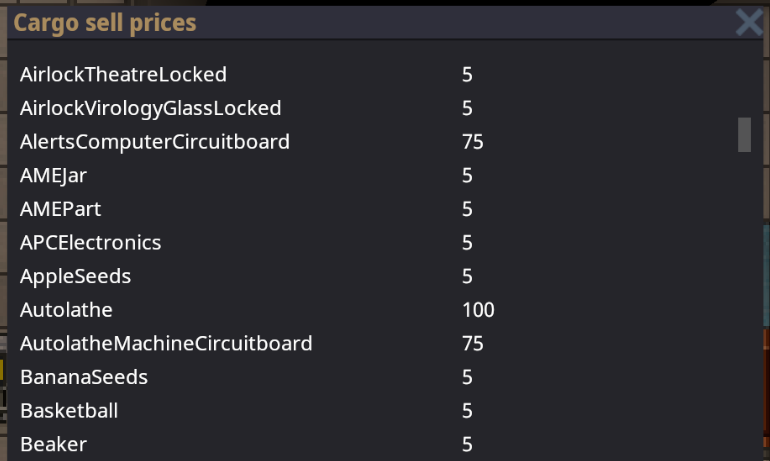 Cargo sell prices
AirlockTheatreLocked 5
AirlockVirologyGlassLocked 5
AlertsComputerCircuitboard 75
AMEJar 5
AMEPart 5
APCElectronics 5
AppleSeeds 5
Autolathe 100
AutolatheMachineCircuitboard 75
BananaSeeds 5
Basketball 5
Beaker 5